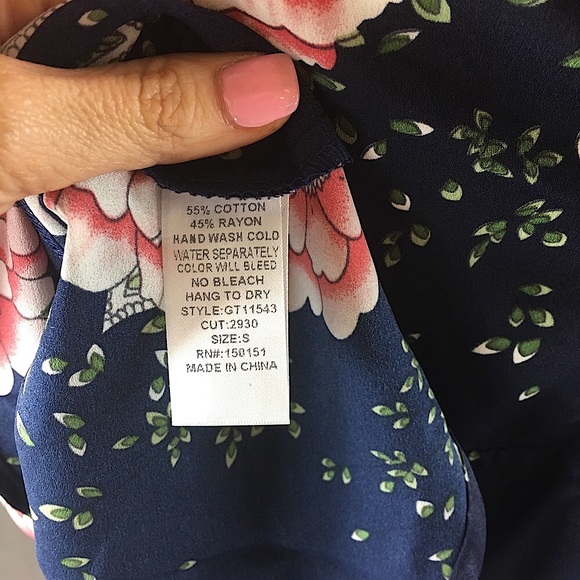 55% COTTON
45% RAYON
HAND WASH COLD
WATER SEPARATELY
COLOR WILL BLEED
NO BLEACH
HANG TO DRY
STYLE:GT11543
CUT:2930
SIZE:S
RN#:150151
MADE IN CHINA